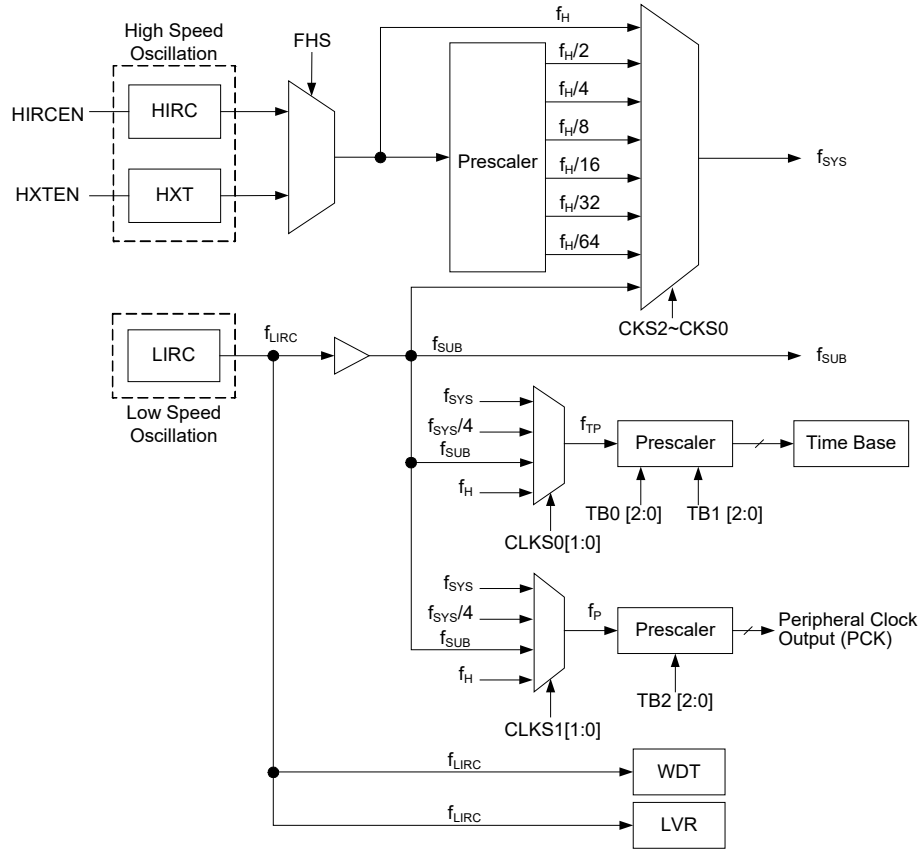 High Speed
Oscillation
FHS
HIRCEN
HIRC
HXTEN
HXT
fH
Prescaler
fH/2
fH/4
fH/8
fH/16
fH/32
fH/64
fSYS
CKS2~CKS0
LIRC
Low Speed
Oscillation
fLIRC
fSUB
fSUB
fSYS
fSYS/4
fSUB
fH
CLKS0[1:0]
fTP
Prescaler
TB0 [2:0]
TB1 [2:0]
Time Base
fSYS
fSYS/4
fSUB
fH
CLKS1[1:0]
fP
Prescaler
TB2 [2:0]
Peripheral Clock
Output (PCK)
fLIRC
WDT
fLIRC
LVR